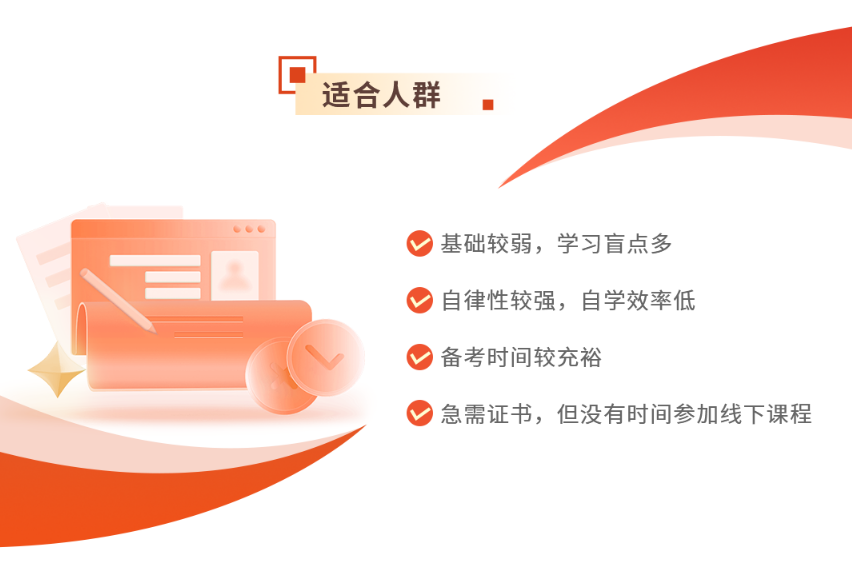 适合人群
基础较弱，学习盲点多
自律性较强，自学效率低
备考时间较充裕
急需证书，但没有时间参加线下课程